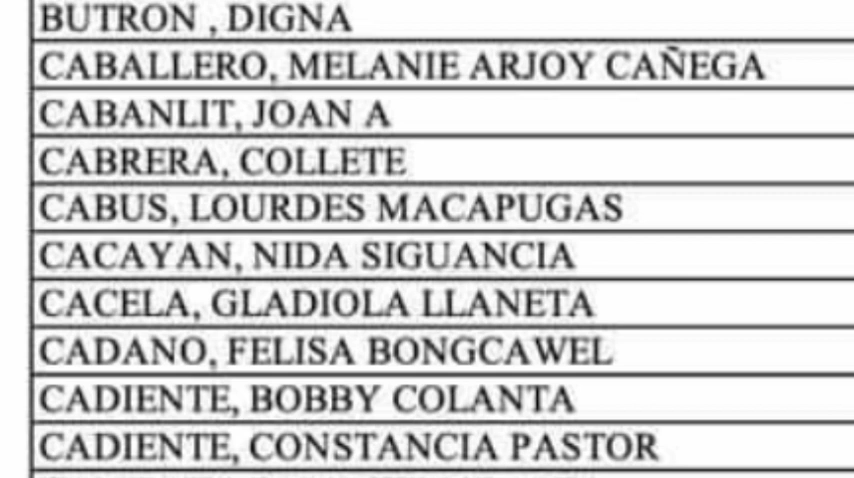 BUTRON , DIGNA
CABALLERO, MELANIE ARJOY CAÑEGA
CABANLIT, JOAN A
CABRERA, COLLETE
CABUS, LOURDES MACAPUGAS
CACAYAN, NIDA SIGUANCIA
CACELA, GLADIOLA LLANETA
CADANO, FELISA BONGCAWEL
CADIENTE, BOBBY COLANTA
CADIENTE, CONSTANCIA PASTOR